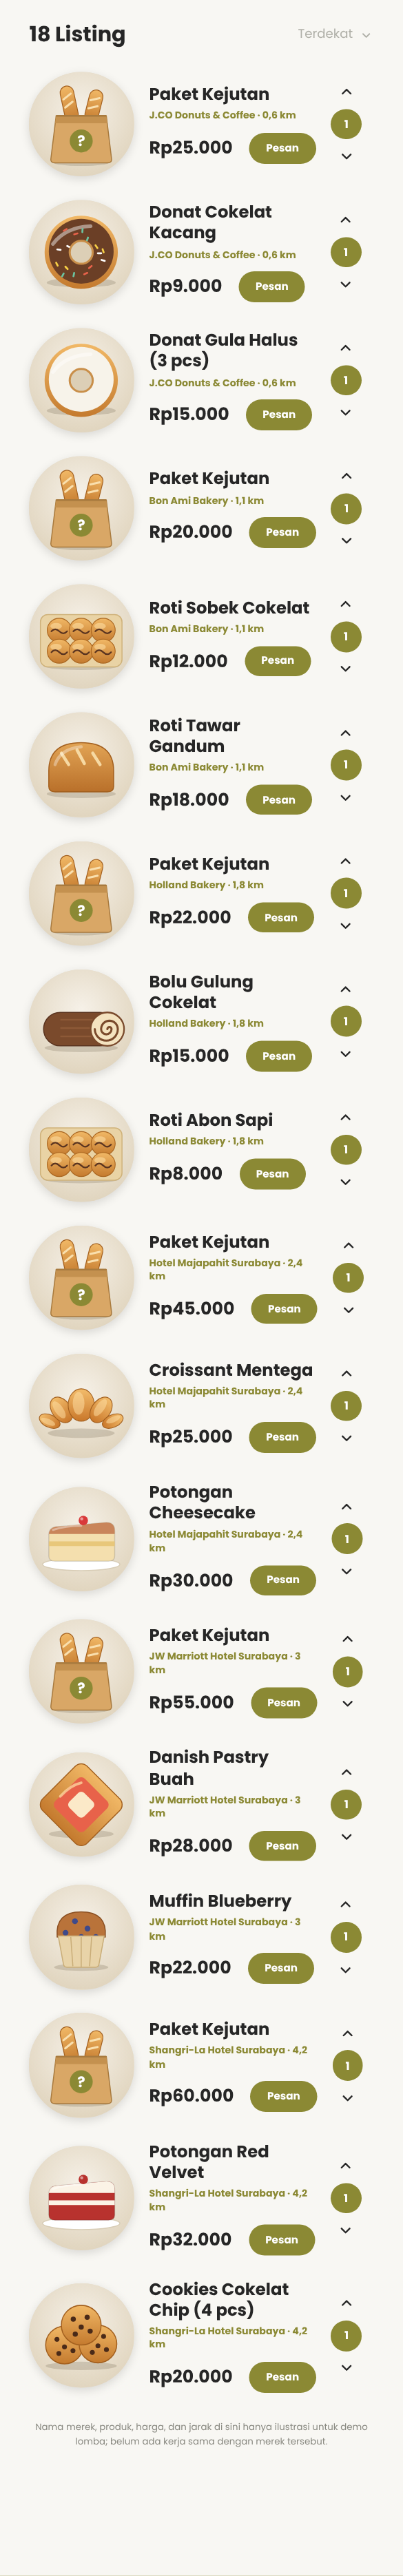 18 Listing
Terdekat
Paket Kejutan
J.CO Donuts & Coffee · 0,6 km
Rp25.000
Pesan
1
?
Donat Cokelat
Kacang
J.CO Donuts & Coffee · 0,6 km
Rp9.000
Pesan
1
Donat Gula Halus
(3 pcs)
J.CO Donuts & Coffee · 0,6 km
Rp15.000
Pesan
1
Paket Kejutan
Bon Ami Bakery · 1,1 km
Rp20.000
Pesan
1
?
Roti Sobek Cokelat
Bon Ami Bakery · 1,1 km
Rp12.000
Pesan
1
Roti Tawar
Gandum
Bon Ami Bakery · 1,1 km
Rp18.000
Pesan
1
Paket Kejutan
Holland Bakery · 1,8 km
Rp22.000
Pesan
1
?
Bolu Gulung
Cokelat
Holland Bakery · 1,8 km
Rp15.000
Pesan
1
Roti Abon Sapi
Holland Bakery · 1,8 km
Rp8.000
Pesan
1
Paket Kejutan
Hotel Majapahit Surabaya · 2,4
km
Rp45.000
Pesan
1
?
Croissant Mentega
Hotel Majapahit Surabaya · 2,4
km
Rp25.000
Pesan
1
Potongan
Cheesecake
Hotel Majapahit Surabaya · 2,4
km
Rp30.000
Pesan
1
Paket Kejutan
JW Marriott Hotel Surabaya · 3
km
Rp55.000
Pesan
1
?
Danish Pastry
Buah
JW Marriott Hotel Surabaya · 3
km
Rp28.000
Pesan
1
Muffin Blueberry
JW Marriott Hotel Surabaya · 3
km
Rp22.000
Pesan
1
Paket Kejutan
Shangri-La Hotel Surabaya · 4,2
km
Rp60.000
Pesan
1
?
Potongan Red
Velvet
Shangri-La Hotel Surabaya · 4,2
km
Rp32.000
Pesan
1
Cookies Cokelat
Chip (4 pcs)
Shangri-La Hotel Surabaya · 4,2
km
Rp20.000
Pesan
1
Nama merek, produk, harga, dan jarak di sini hanya ilustrasi untuk demo
lomba; belum ada kerja sama dengan merek tersebut.